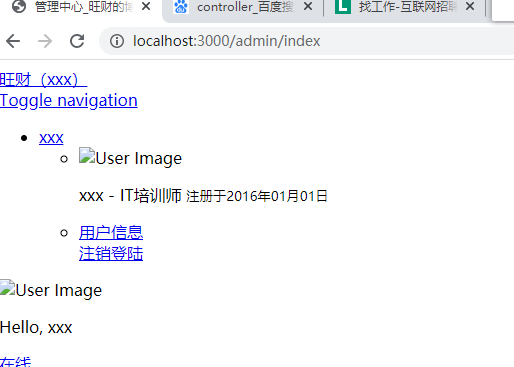 管理中心_旺财的
controller_百度搜
找工作-互联网招聘
localhost:3000/admin/index
旺财（xxx）
Toggle navigation
xxx
User Image
xxx - IT培训师 注册于2016年01月01日
用户信息
注销登陆
User Image
Hello, xxx
在线